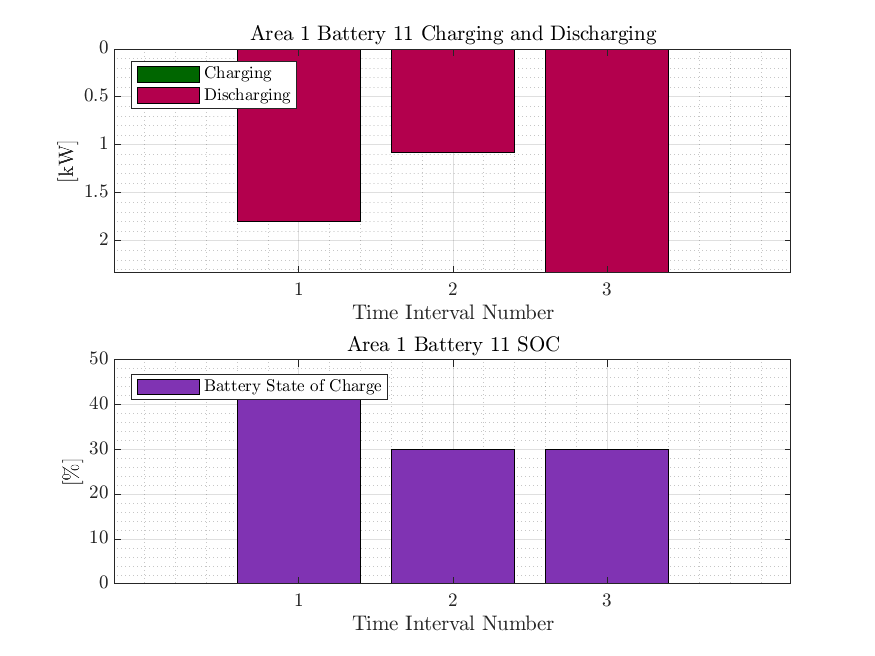 Area 1 Battery 11 Charging and Discharging
0
0.5
1
1.5
2
[kW]
Charging
Discharging
1 2 3
Time Interval Number
Area 1 Battery 11 SOC
50
40
30
20
10
0
[%]
Battery State of Charge
1 2 3
Time Interval Number